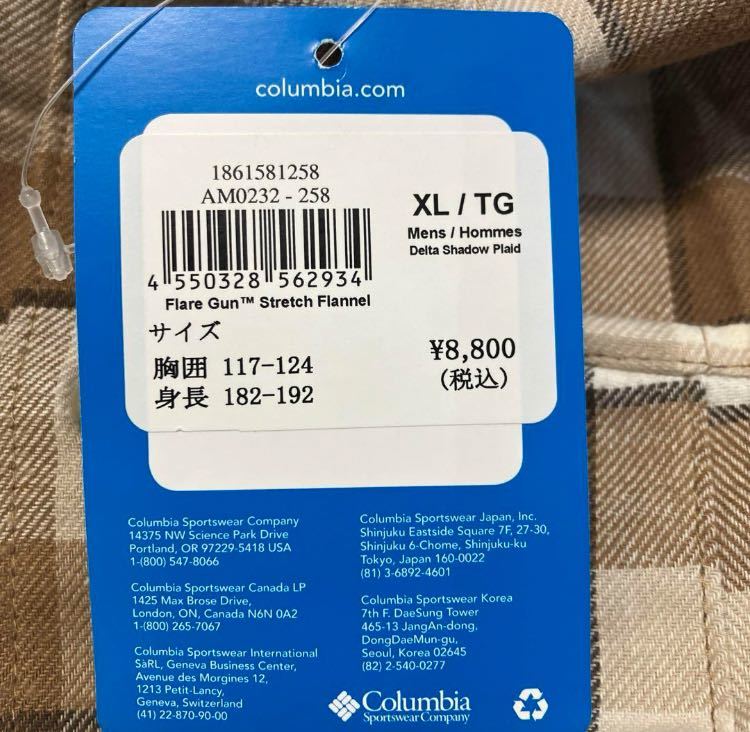 columbia.com
1861581258
AM0232 - 258
4 550328 562934
Flare Gun™ Stretch Flannel
XL / TG
Mens / Hommes
Delta Shadow Plaid
サイズ
胸囲 117-124
身長 182-192
¥8,800
(税込)
Columbia Sportswear Company
14375 NW Science Park Drive
Portland, OR 97229-5418 USA
1-(800) 547-8066
Columbia Sportswear Canada LP
1425 Max Brose Drive,
London, ON, Canada N6N 0A2
1-(800) 265-7067
Columbia Sportswear International
SàRL, Geneva Business Center,
Avenue des Morgines 12,
1213 Petit-Lancy,
Geneva, Switzerland
(41) 22-870-90-00
Columbia Sportswear Japan, Inc.
Shinjuku Eastside Square 7F, 27-30,
Shinjuku 6-Chome, Shinjuku-ku
Tokyo, Japan 160-0022
(81) 3-6892-4601
Columbia Sportswear Korea
7th F. DaeSung Tower
465-13 JangAn-dong,
DongDaeMun-gu,
Seoul, Korea 02645
(82) 2-540-0277
Columbia
Sportswear Company